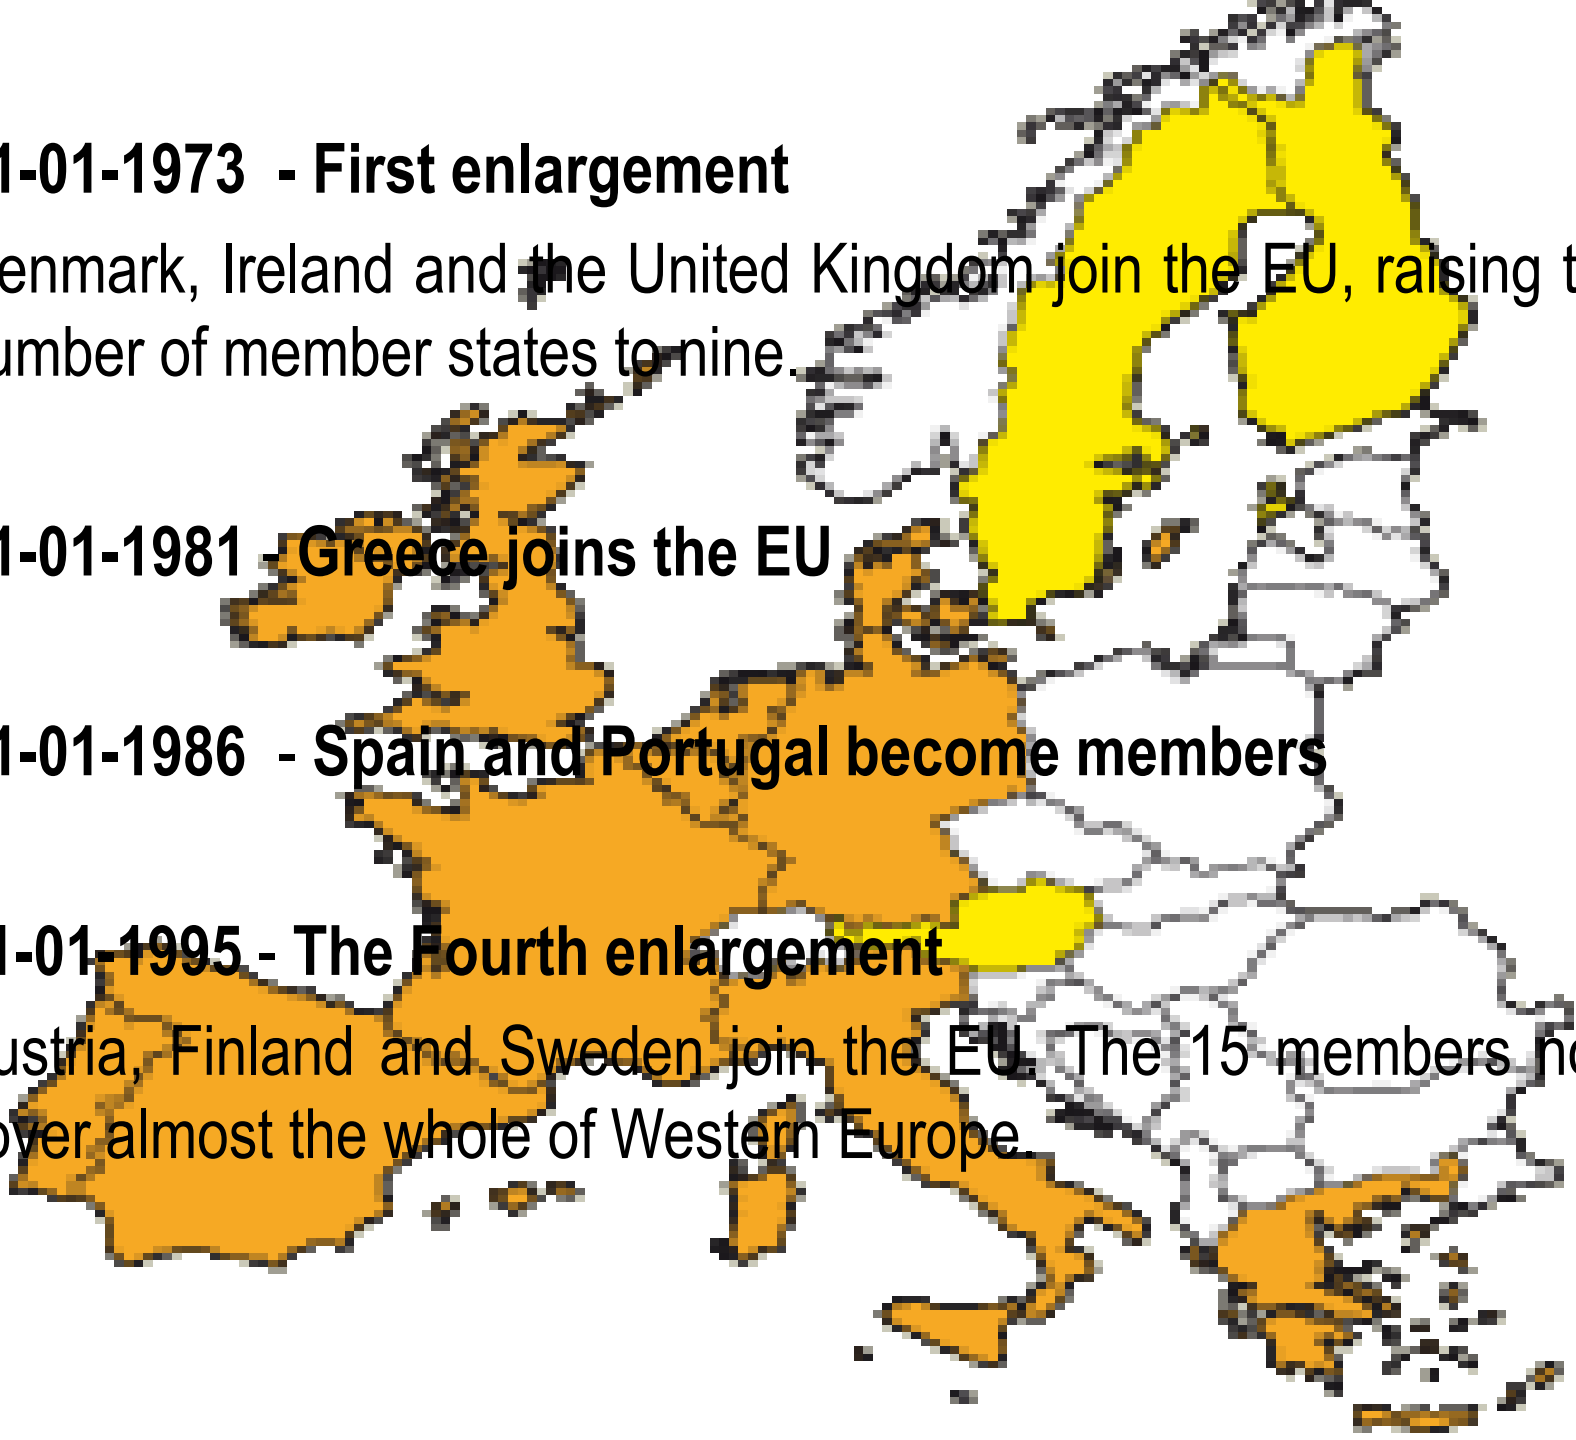 1-01-1973 - First enlargement
enmark, Ireland and the United Kingdom join the EU, raising t
umber of member states to nine.
1-01-1981 - Greece joins the EU
1-01-1986 - Spain and Portugal become members
1-01-1995 - The Fourth enlargement
ustria, Finland and Sweden join the EU. The 15 members no
over almost the whole of Western Europe.